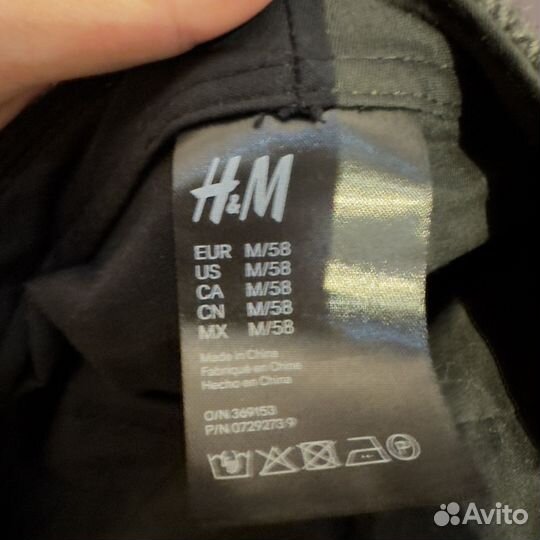 H&M
EUR M/58
US M/58
CA M/58
CN M/58
MX M/58
Made in China
Fabriqué en Chine
Hecho en China
O/N:369153
P/N:0729273 9
Avito